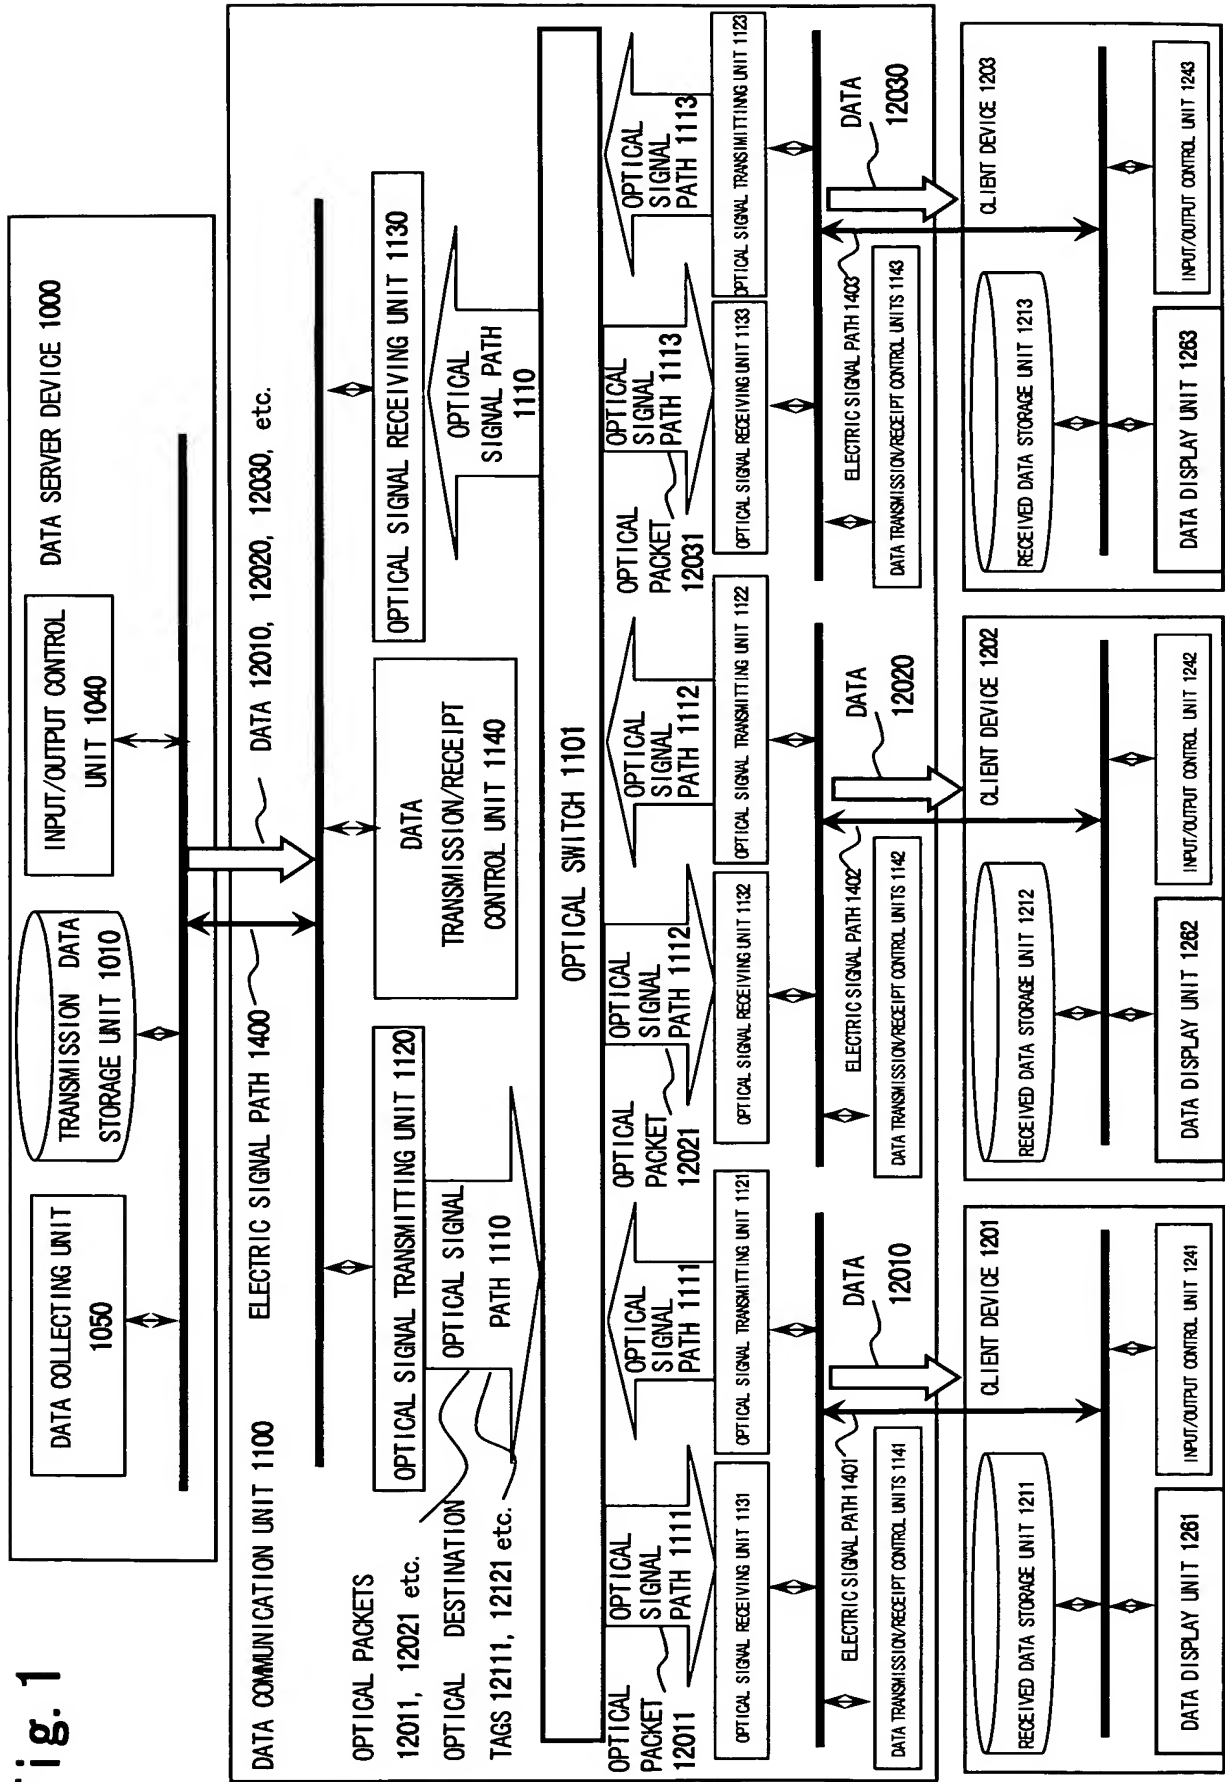 Fig. 1
DATA COLLECTING UNIT
1050
TRANSMISSION DATA
STORAGE UNIT 1010
INPUT/OUTPUT CONTROL
UNIT 1040
DATA SERVER DEVICE 1000
ELECTRIC SIGNAL PATH 1400
DATA 12010, 12020, 12030, etc.
DATA COMMUNICATION UNIT 1100
OPTICAL PACKETS
12011, 12021 etc.
OPTICAL DESTINATION
TAGS 12111, 12121 etc.
OPTICAL SIGNAL TRANSMITTING UNIT 1120
OPTICAL SIGNAL
PATH 1110
DATA
TRANSMISSION/RECEIPT
CONTROL UNIT 1140
OPTICAL SIGNAL RECEIVING UNIT 1130
OPTICAL
SIGNAL PATH
1110
OPTICAL SWITCH 1101
OPTICAL
PACKET
12011
OPTICAL
SIGNAL
PATH 1111
OPTICAL
SIGNAL
PATH 1111
OPTICAL
PACKET
12021
OPTICAL
SIGNAL
PATH 1112
OPTICAL
SIGNAL
PATH 1112
OPTICAL
PACKET
12031
OPTICAL
SIGNAL
PATH 1113
OPTICAL
SIGNAL
PATH 1113
OPTICAL SIGNAL RECEIVING UNIT 1131
OPTICAL SIGNAL TRANSMITTING UNIT 1121
OPTICAL SIGNAL RECEIVING UNIT 1132
OPTICAL SIGNAL TRANSMITTING UNIT 1122
OPTICAL SIGNAL RECEIVING UNIT 1133
OPTICAL SIGNAL TRANSIMITTING UNIT 1123
ELECTRIC SIGNAL PATH 1401
DATA TRANSMISSION/RECEIPT CONTROL UNITS 1141
DATA
12010
ELECTRIC SIGNAL PATH 1402
DATA TRANSMISSION/RECEIPT CONTROL UNITS 1142
DATA
12020
ELECTRIC SIGNAL PATH 1403
DATA TRANSMISSION/RECEIPT CONTROL UNITS 1143
DATA
12030
CLIENT DEVICE 1201
RECEIVED DATA STORAGE UNIT 1211
DATA DISPLAY UNIT 1261
INPUT/OUTPUT CONTROL UNIT 1241
CLIENT DEVICE 1202
RECEIVED DATA STORAGE UNIT 1212
DATA DISPLAY UNIT 1262
INPUT/OUTPUT CONTROL UNIT 1242
CLIENT DEVICE 1203
RECEIVED DATA STORAGE UNIT 1213
DATA DISPLAY UNIT 1263
INPUT/OUTPUT CONTROL UNIT 1243